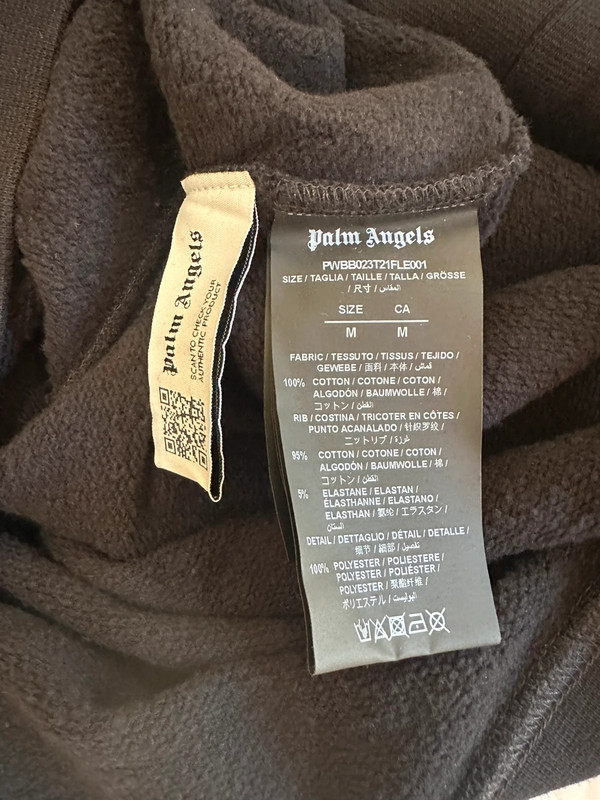 Palm Angels
SCAN TO CHECK YOUR
AUTHENTIC PRODUCT
Palm Angels
PWBB023T21FLE001
SIZE / TAGLIA / TAILLE / TALLA / GRÖSSE
/ 尺寸 / المقاس /
SIZE CA
M M
FABRIC / TESSUTO / TISSUS / TEJIDO /
GEWEBE / 面料 / 本体 / قماش
100% COTTON / COTONE / COTON /
ALGODÓN / BAUMWOLLE / 棉 /
コットン / القطن
RIB / COSTINA / TRICOTER EN CÔTES /
PUNTO ACANALADO / 针织罗纹 /
ニットリブ / غرزة
95% COTTON / COTONE / COTON /
ALGODÓN / BAUMWOLLE / 棉 /
コットン / القطن
5% ELASTANE / ELASTAN /
ÉLASTHANNE / ELASTANO /
ELASTHAN / 氨纶 / エラスタン /
DETAIL / DETTAGLIO / DÉTAIL / DETALLE /
细节 / 細部 / تفصيل
100% POLYESTER / POLIESTERE /
POLYESTER / POLIÉSTER /
POLYESTER / 聚酯纤维 /
ポリエステル / البوليستر